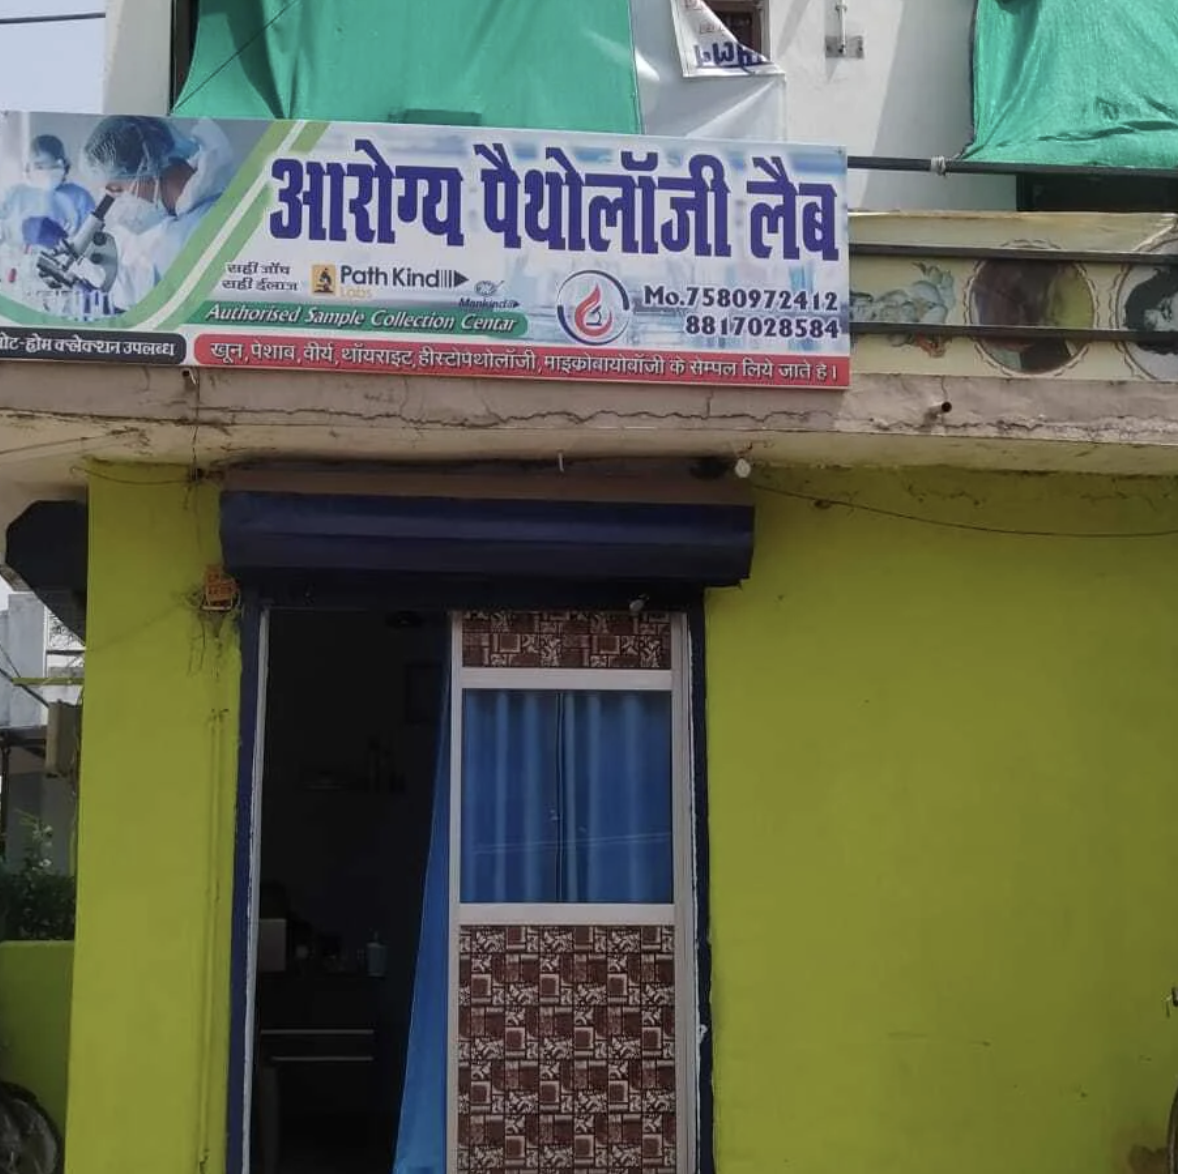 आरोग्य पैथोलॉजी लैब
सही जॉच
सही ईलाज
Path Kind
Labs
Mankind
Mo.7580972412
8817028584
Authorised Sample Collection Centar
नोट-होम क्लेक्शन उपलब्ध
खून, पेशाब, वीर्य, थॉयराइट, हीस्टोपेथोलॉजी, माइक्रोबायोबॉजी के सेम्पल लिये जाते है।